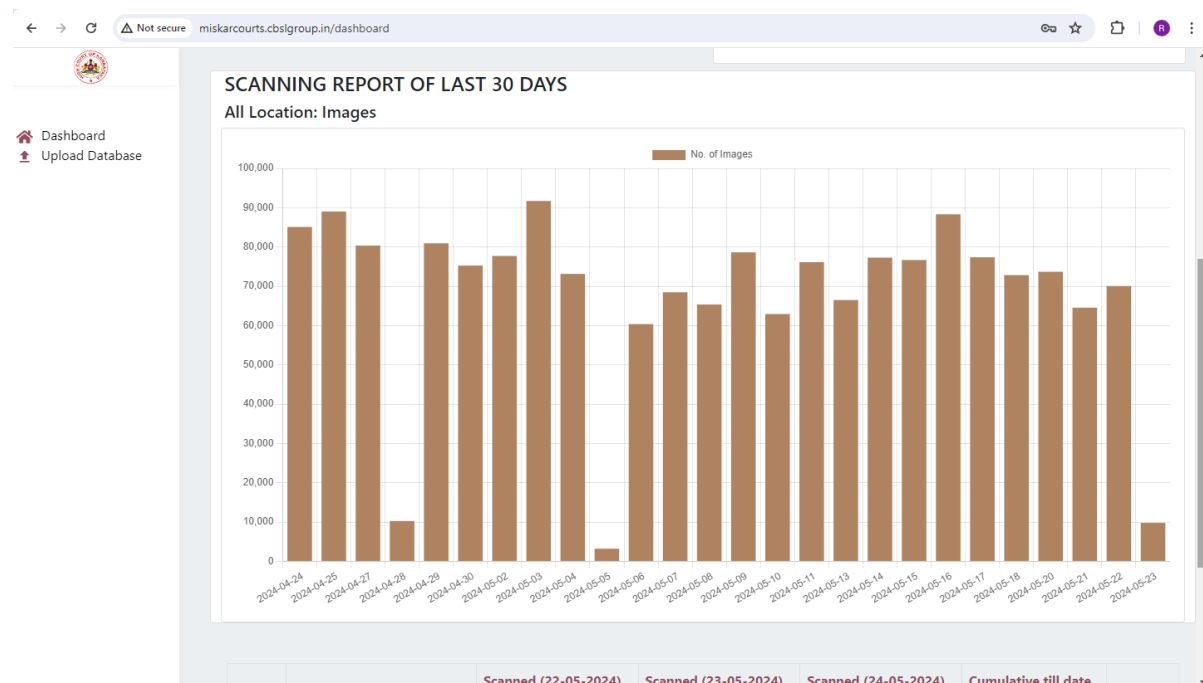 Not secure miskarcourts.cbslgroup.in/dashboard
R
Dashboard
Upload Database
SCANNING REPORT OF LAST 30 DAYS
All Location: Images
No. of Images
100,000
90,000
80,000
70,000
60,000
50,000
40,000
30,000
20,000
10,000
0
2024-04-24 2024-04-25 2024-04-27 2024-04-28 2024-04-29 2024-04-30 2024-05-02 2024-05-03 2024-05-04 2024-05-05 2024-05-06 2024-05-07 2024-05-08 2024-05-09 2024-05-10 2024-05-11 2024-05-13 2024-05-14 2024-05-15 2024-05-16 2024-05-17 2024-05-18 2024-05-20 2024-05-21 2024-05-22 2024-05-23
Scanned (22-05-2024) Scanned (23-05-2024) Scanned (24-05-2024) Cumulative till date